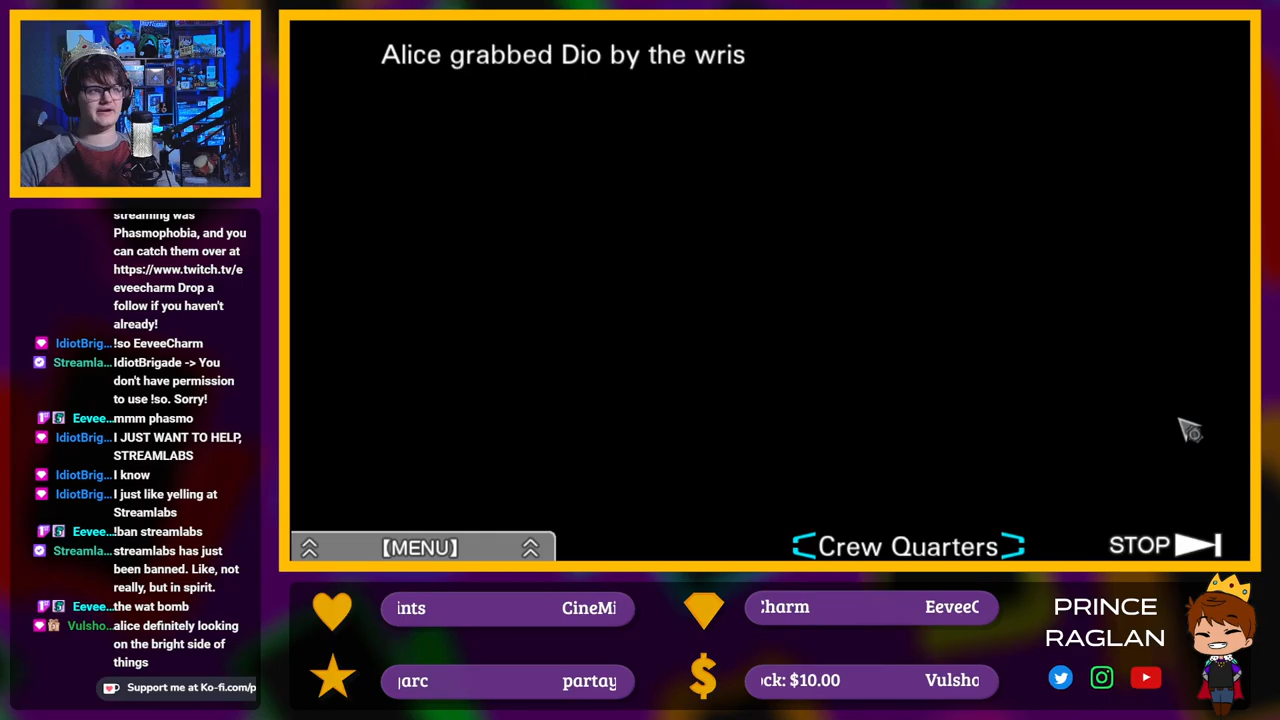 Alice grabbed Dio by the wris
streaming was
Phasmophobia, and you
can catch them over at
https://www.twitch.tv/e
eveecharm Drop a
follow if you haven't
already!
IdiotBrig... !so EeveeCharm
Streamla... IdiotBrigade -> You
don't have permission
to use !so. Sorry!
Eevee... mmm phasmo
IdiotBrig... I JUST WANT TO HELP,
STREAMLABS
IdiotBrig... I know
IdiotBrig... I just like yelling at
Streamlabs
Eevee... !ban streamlabs
Streamla... streamlabs has just
been banned. Like, not
really, but in spirit.
Eevee... the wat bomb
Vulsho... alice definitely looking
on the bright side of
things
Support me at Ko-fi.com/p
【MENU】
Crew Quarters
STOP
ints CineMi
:harm EeveeC
garc partay
ock: $10.00 Vulsho
PRINCE
RAGLAN